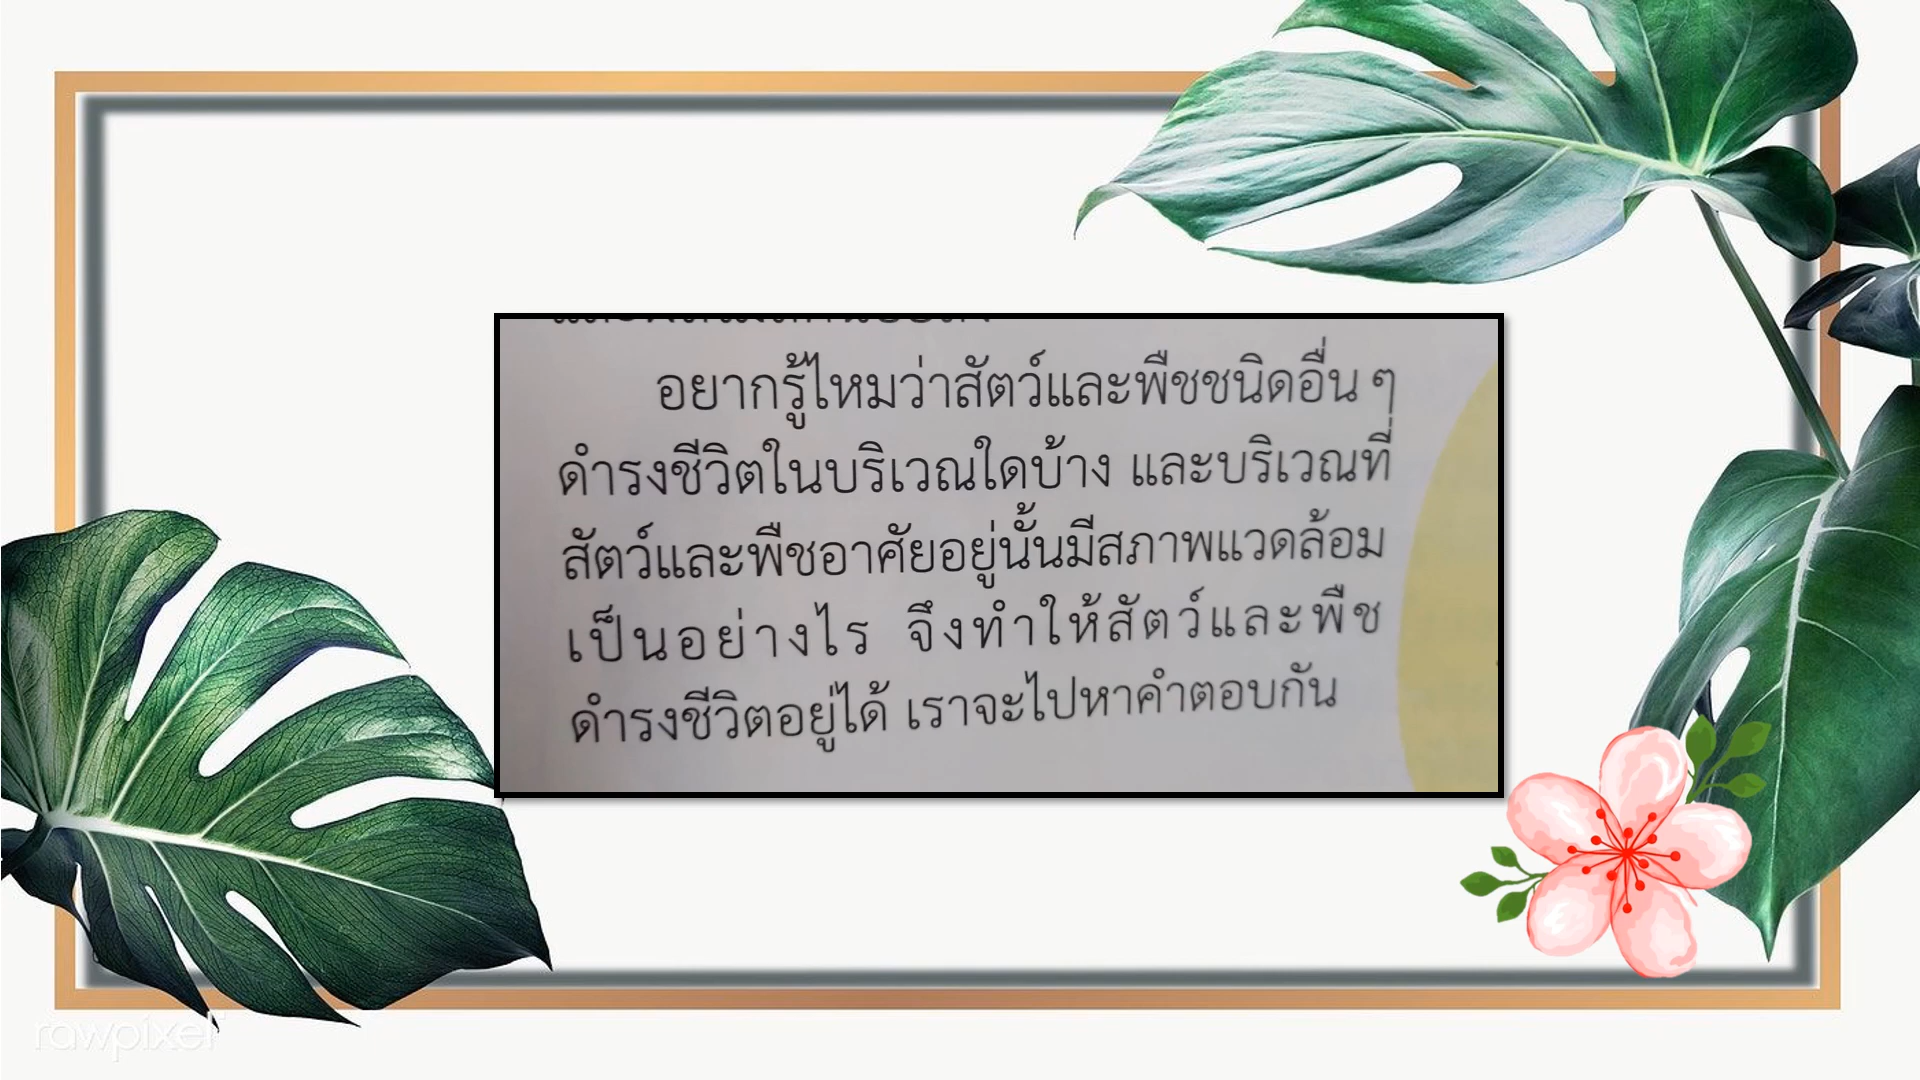 อยากรู้ไหมว่าสัตว์และพืชชนิดอื่น ๆ
ดำรงชีวิตในบริเวณใดบ้าง และบริเวณที่
สัตว์และพืชอาศัยอยู่นั้นมีสภาพแวดล้อม
เป็นอย่างไร จึงทำให้สัตว์และพืช
ดำรงชีวิตอยู่ได้ เราจะไปหาคำตอบกัน
rawpixel